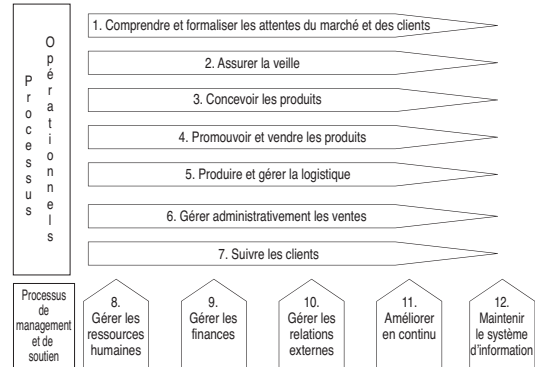 Processus
Opérationnels
1. Comprendre et formaliser les attentes du marché et des clients
2. Assurer la veille
3. Concevoir les produits
4. Promouvoir et vendre les produits
5. Produire et gérer la logistique
6. Gérer administrativement les ventes
7. Suivre les clients
Processus
de
management
et de
soutien
8.
Gérer les
ressources
humaines
9.
Gérer les
finances
10.
Gérer les
relations
externes
11.
Améliorer
en continu
12.
Maintenir
le système
d'information